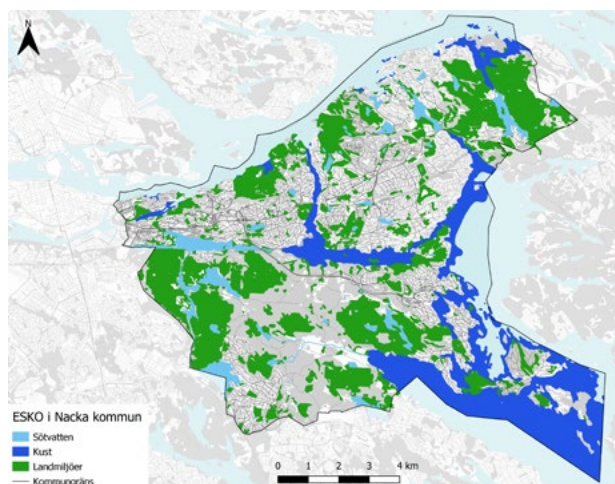 N
ESKO i Nacka kommun
Sötvatten
Kust
Landmiljöer
Kommungräns
0 1 2 3 4 km